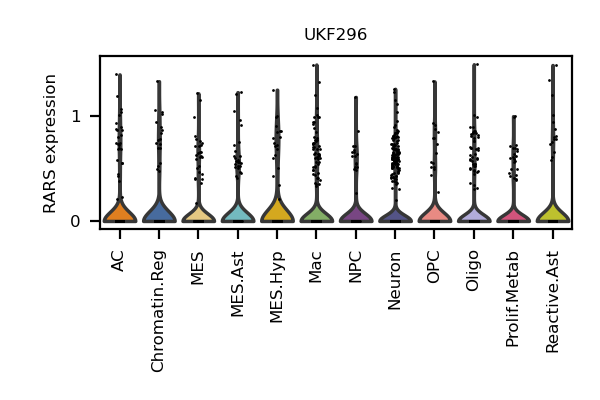 UKF296
RARS expression
1
0
AC
Chromatin.Reg
MES
MES.Ast
MES.Hyp
Mac
NPC
Neuron
OPC
Oligo
Prolif.Metab
Reactive.Ast